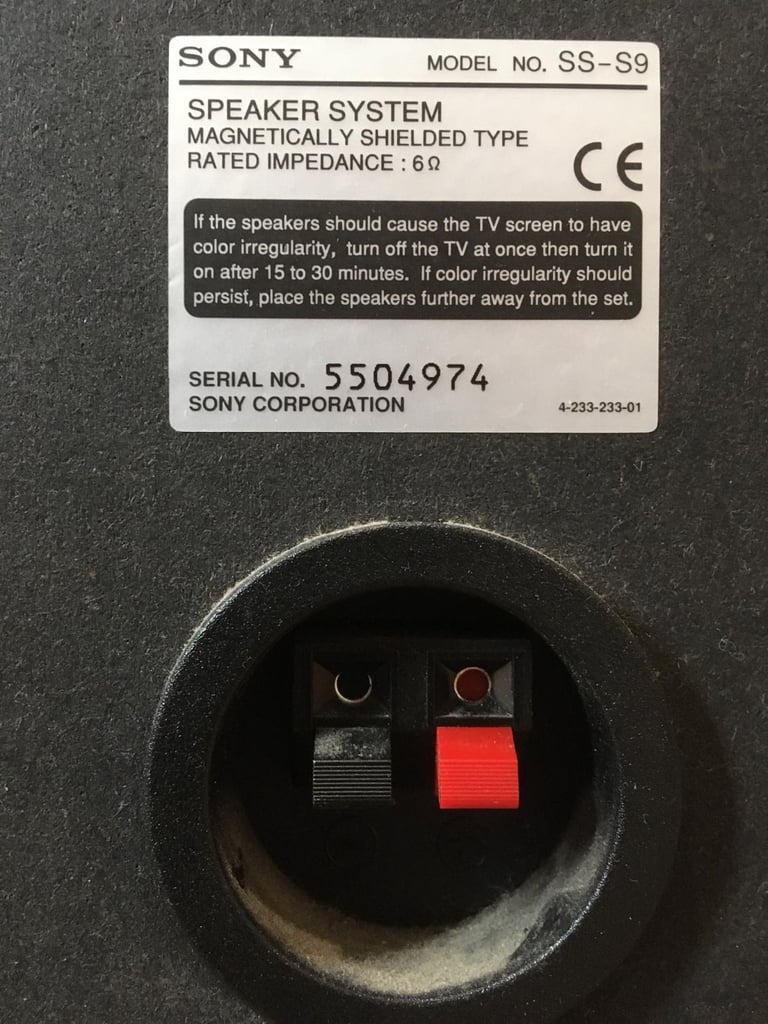 SONY MODEL NO. SS-S9
SPEAKER SYSTEM
MAGNETICALLY SHIELDED TYPE
RATED IMPEDANCE : 6Ω
CE
If the speakers should cause the TV screen to have
color irregularity, turn off the TV at once then turn it
on after 15 to 30 minutes. If color irregularity should
persist, place the speakers further away from the set.
SERIAL NO. 5504974
SONY CORPORATION 4-233-233-01